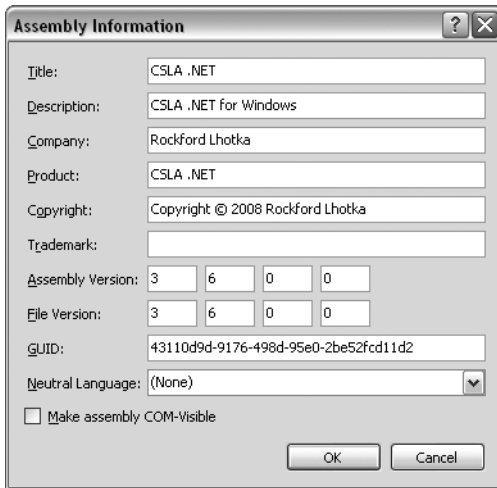 Assembly Information ?
Title: CSLA .NET
Description: CSLA .NET for Windows
Company: Rockford Lhotka
Product: CSLA .NET
Copyright: Copyright © 2008 Rockford Lhotka
Trademark:
Assembly Version: 3 6 0 0
File Version: 3 6 0 0
GUID: 43110d9d-9176-498d-95e0-2be52fcd11d2
Neutral Language: (None)
Make assembly COM-Visible
OK Cancel